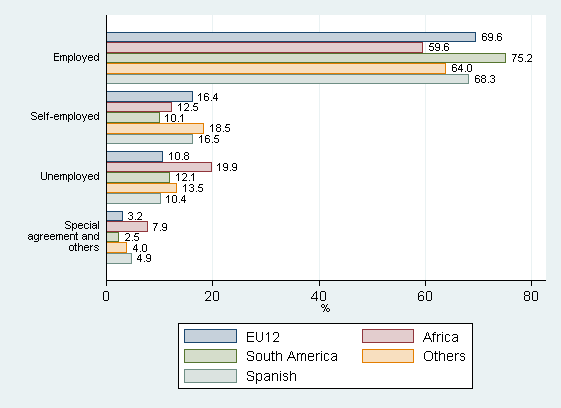 Employed
69.6
59.6
75.2
64.0
68.3
Self-employed
16.4
12.5
10.1
18.5
16.5
Unemployed
10.8
19.9
12.1
13.5
10.4
Special
agreement and
others
3.2
7.9
2.5
4.0
4.9
0 20 40 60 80
%
EU12 Africa
South America Others
Spanish